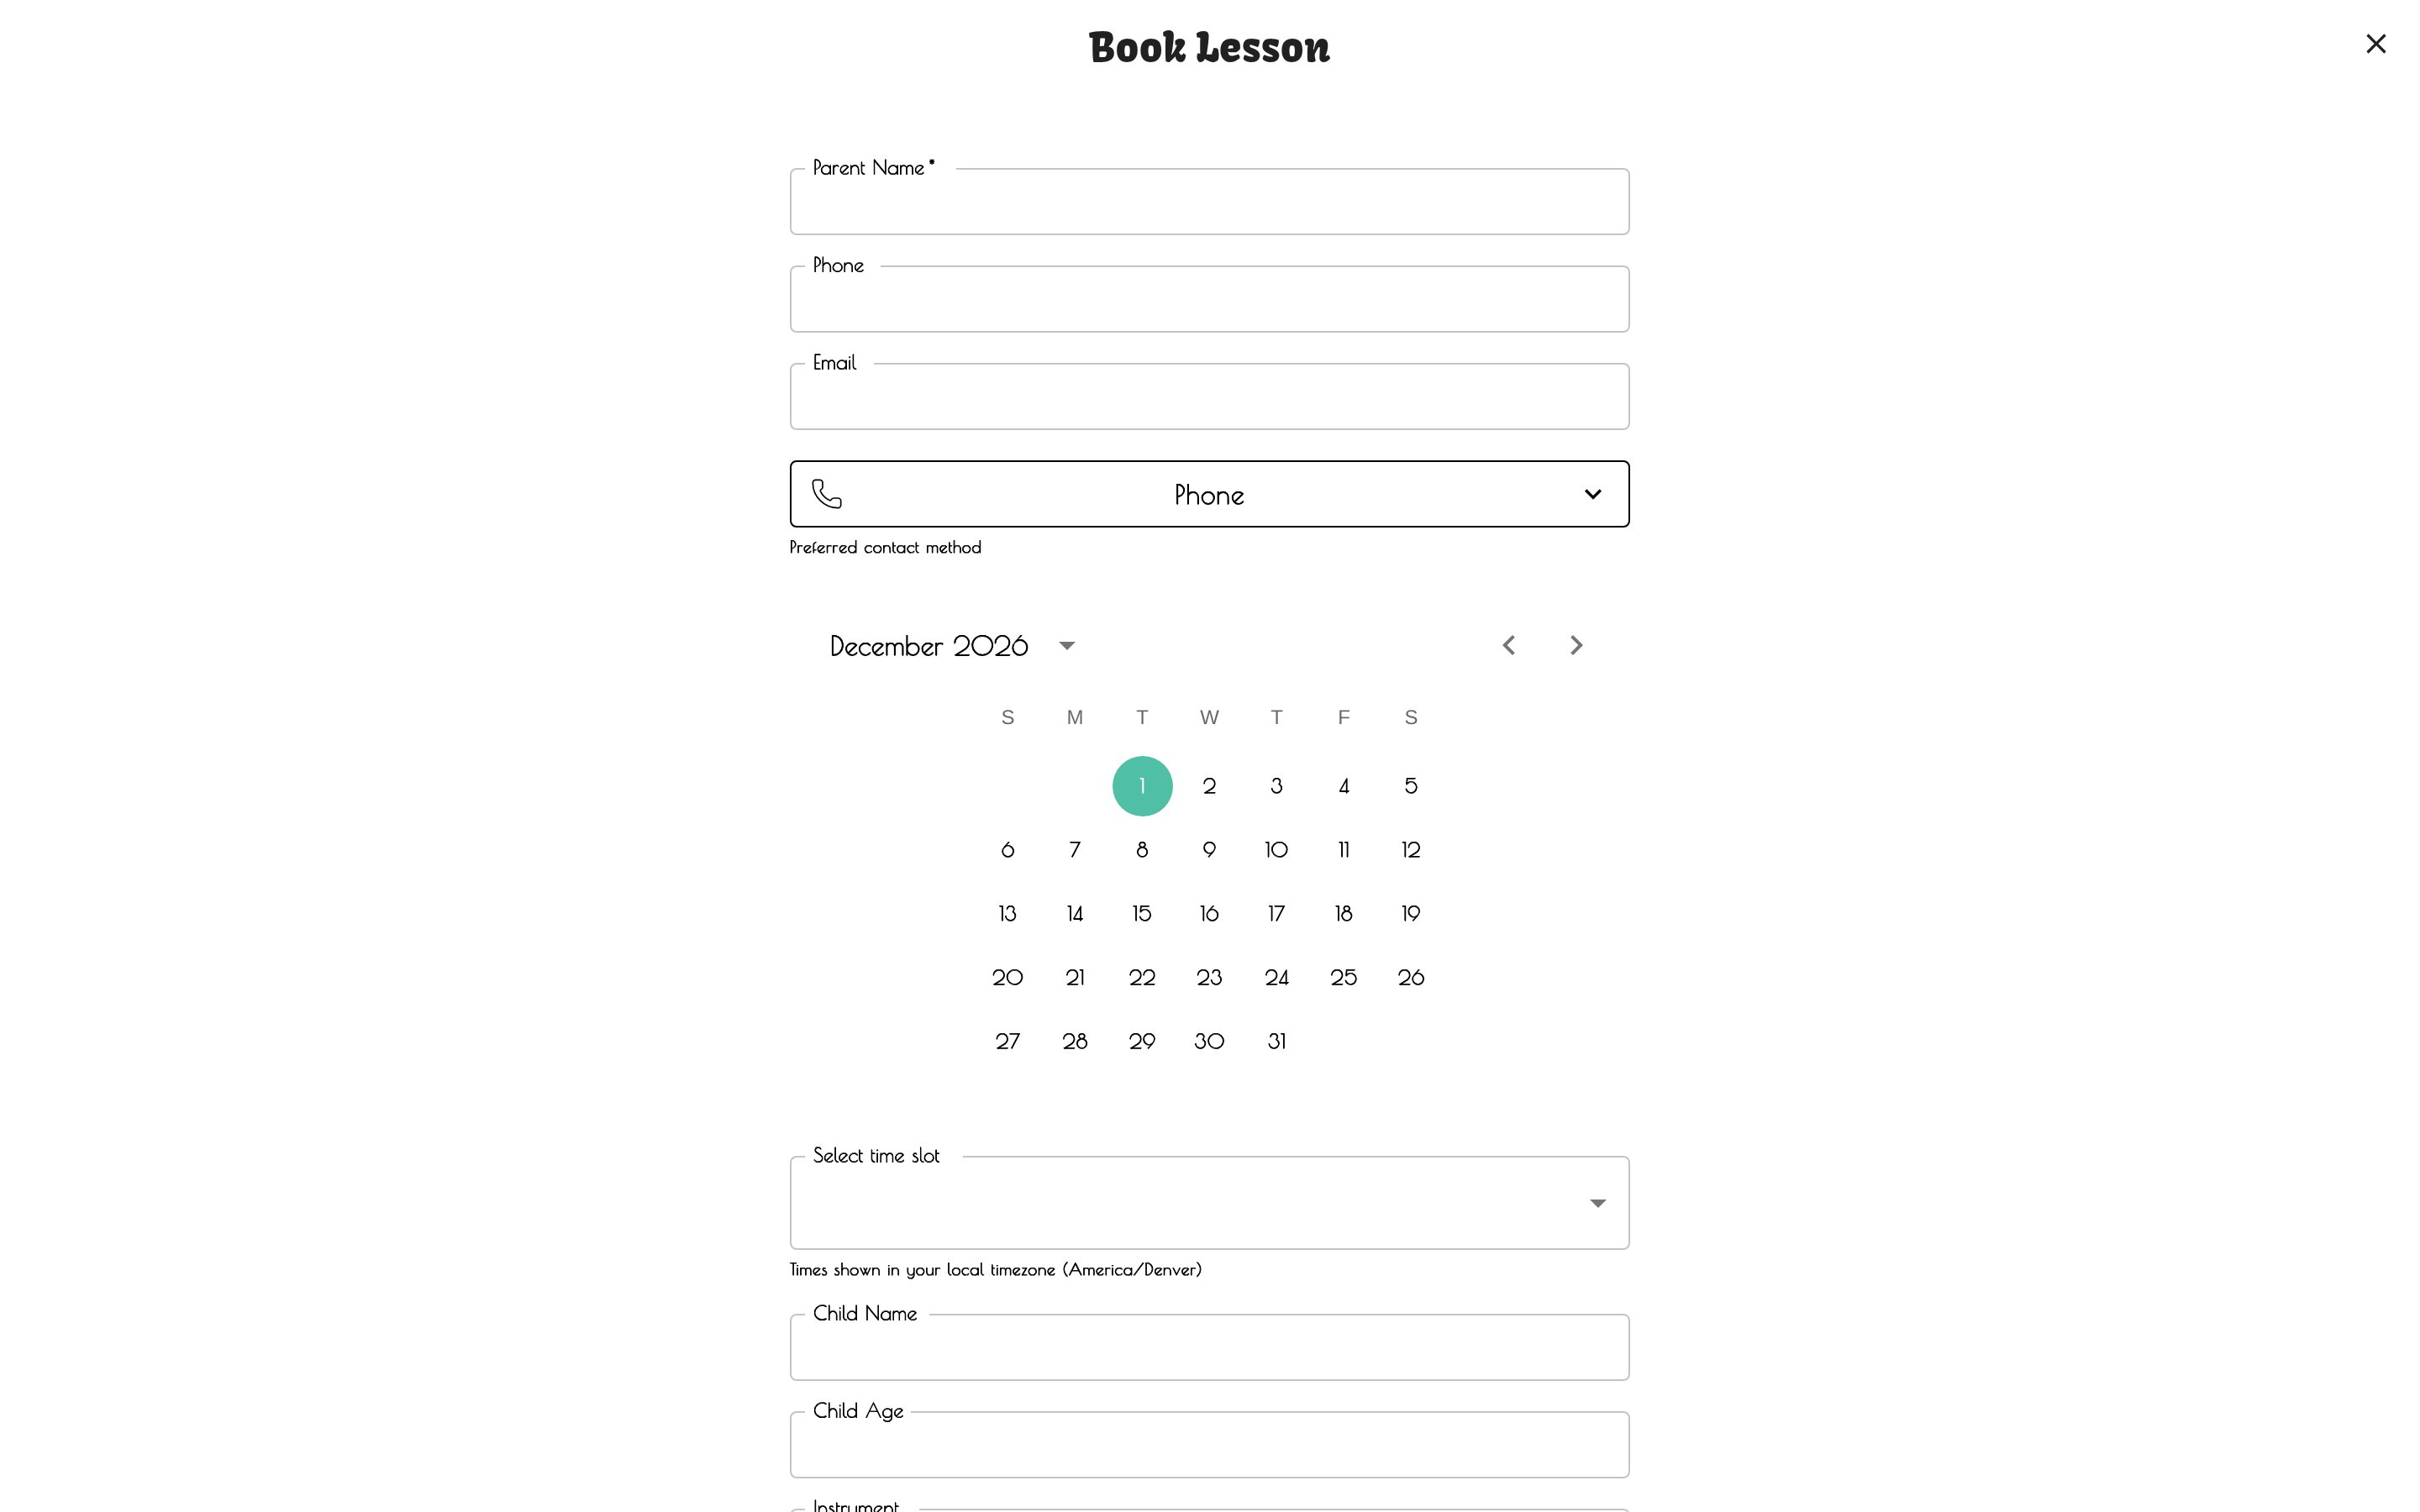 Book Lesson
Parent Name *
Phone
Email
Phone
Preferred contact method
December 2026
S M T W T F S
1 2 3 4 5
6 7 8 9 10 11 12
13 14 15 16 17 18 19
20 21 22 23 24 25 26
27 28 29 30 31
Select time slot
Times shown in your local timezone (America/Denver)
Child Name
Child Age
Instrument